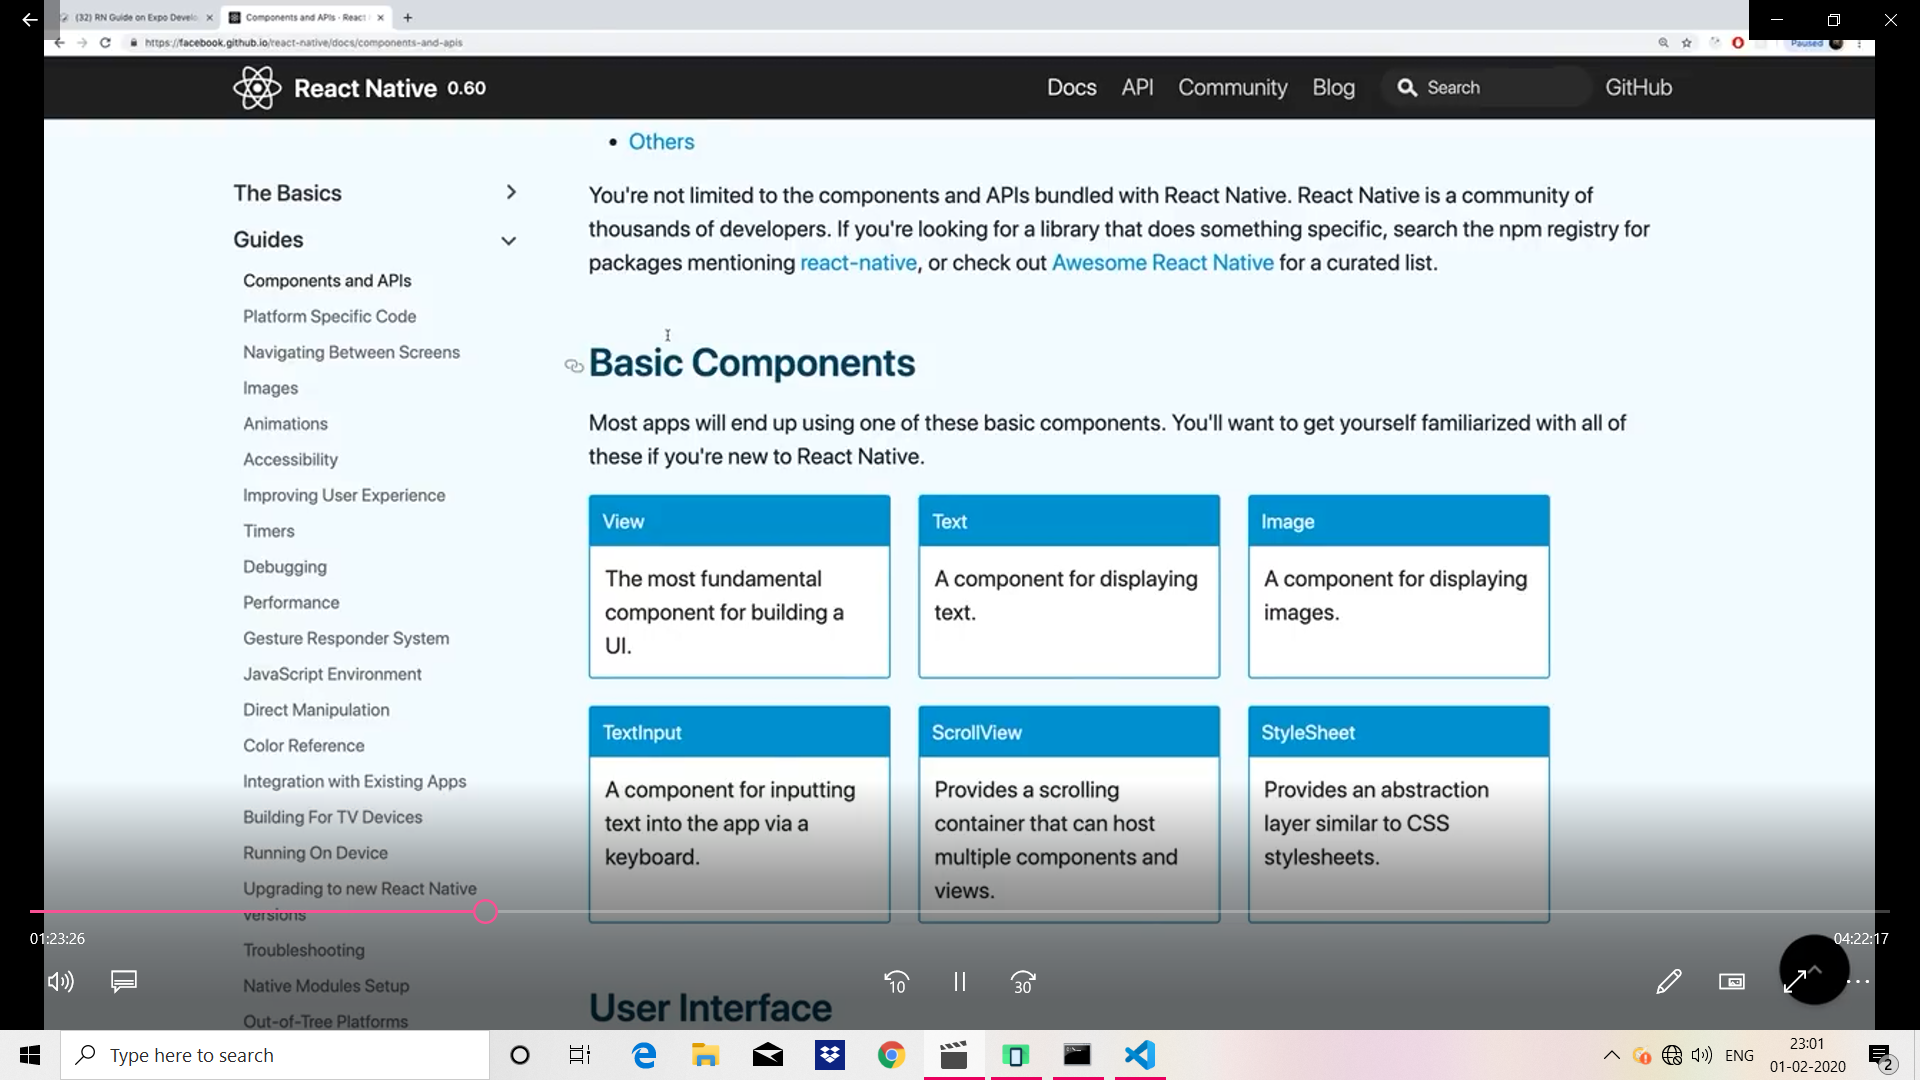 (32) RN Guide on Expo Develo
Components and APIs · React
https://facebook.github.io/react-native/docs/components-and-apis
Paused
React Native 0.60
Docs API Community Blog Search GitHub
Others
The Basics
Guides
Components and APIs
Platform Specific Code
Navigating Between Screens
Images
Animations
Accessibility
Improving User Experience
Timers
Debugging
Performance
Gesture Responder System
JavaScript Environment
Direct Manipulation
Color Reference
Integration with Existing Apps
Building For TV Devices
Running On Device
Upgrading to new React Native
versions
Troubleshooting
Native Modules Setup
Out-of-Tree Platforms
You're not limited to the components and APIs bundled with React Native. React Native is a community of
thousands of developers. If you're looking for a library that does something specific, search the npm registry for
packages mentioning react-native, or check out Awesome React Native for a curated list.
Basic Components
Most apps will end up using one of these basic components. You'll want to get yourself familiarized with all of
these if you're new to React Native.
View
The most fundamental
component for building a
UI.
Text
A component for displaying
text.
Image
A component for displaying
images.
TextInput
A component for inputting
text into the app via a
keyboard.
ScrollView
Provides a scrolling
container that can host
multiple components and
views.
StyleSheet
Provides an abstraction
layer similar to CSS
stylesheets.
User Interface
01:23:26
04:22:17
10
30
Type here to search
ENG
23:01
01-02-2020
2